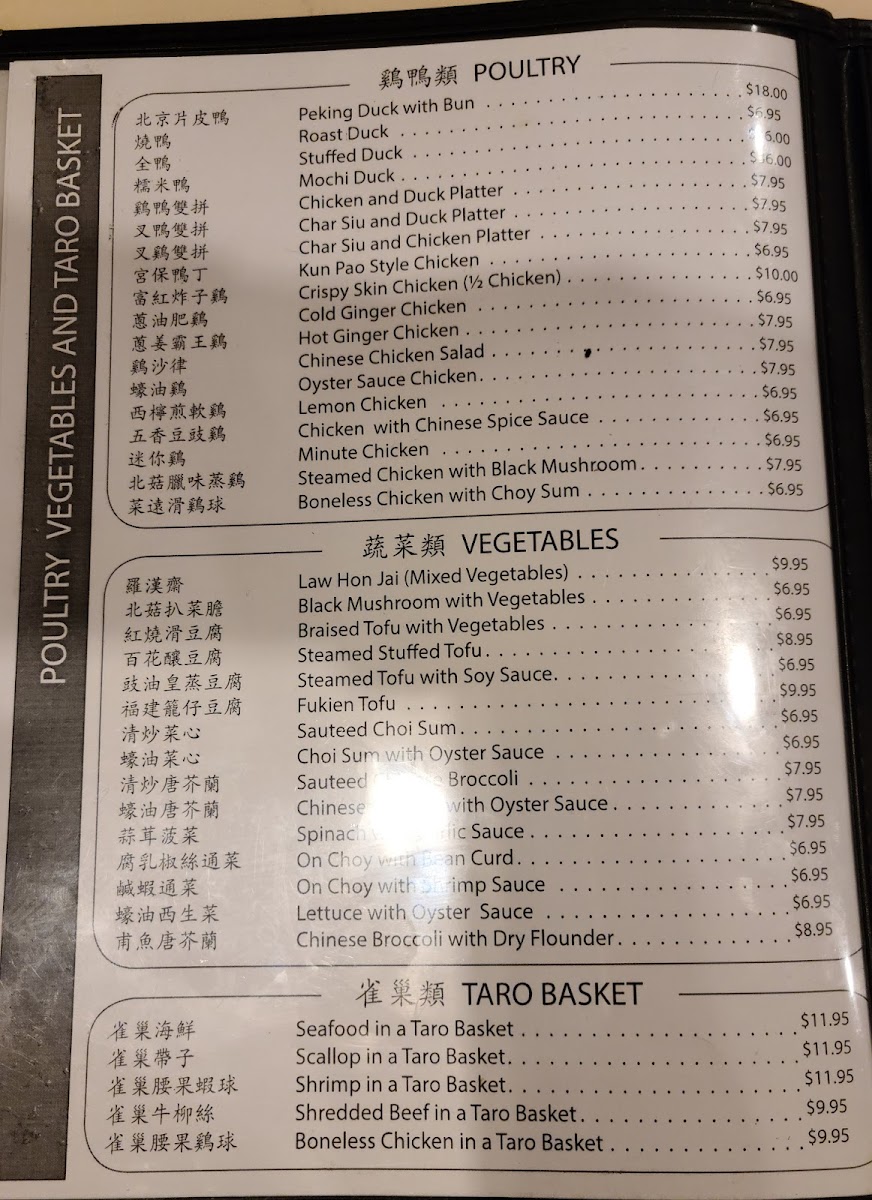 POULTRY VEGETABLES AND TARO BASKET
鷄鴨類 POULTRY
北京片皮鴨 Peking Duck with Bun $18.00
燒鴨 Roast Duck $6.95
全鴨 Stuffed Duck
糯米鴨 Mochi Duck
鷄鴨雙拼 Chicken and Duck Platter $7.95
叉鴨雙拼 Char Siu and Duck Platter $7.95
叉鷄雙拼 Char Siu and Chicken Platter $7.95
宮保鴨丁 Kun Pao Style Chicken $6.95
富紅炸子鷄 Crispy Skin Chicken (½ Chicken) $10.00
蔥油肥鷄 Cold Ginger Chicken $6.95
蔥姜霸王鷄 Hot Ginger Chicken $7.95
鷄沙律 Chinese Chicken Salad $7.95
蠔油鷄 Oyster Sauce Chicken $7.95
西檸煎軟鷄 Lemon Chicken $6.95
五香豆豉鷄 Chicken with Chinese Spice Sauce $6.95
迷你鷄 Minute Chicken $6.95
北菇臘味蒸鷄 Steamed Chicken with Black Mushroom $7.95
菜遠滑鷄球 Boneless Chicken with Choy Sum $6.95
蔬菜類 VEGETABLES
羅漢齋 Law Hon Jai (Mixed Vegetables) $9.95
北菇扒菜膽 Black Mushroom with Vegetables $6.95
紅燒滑豆腐 Braised Tofu with Vegetables $6.95
百花釀豆腐 Steamed Stuffed Tofu $8.95
豉油皇蒸豆腐 Steamed Tofu with Soy Sauce $6.95
福建籠仔豆腐 Fukien Tofu $9.95
清炒菜心 Sauteed Choi Sum $6.95
蠔油菜心 Choi Sum with Oyster Sauce $6.95
清炒唐芥蘭 Sauteed Broccoli $7.95
蠔油唐芥蘭 Chinese with Oyster Sauce $7.95
蒜茸菠菜 Spinach Sauce $7.95
腐乳椒絲通菜 On Choy with Bean Curd $6.95
鹹蝦通菜 On Choy with Shrimp Sauce $6.95
蠔油西生菜 Lettuce with Oyster Sauce $6.95
甫魚唐芥蘭 Chinese Broccoli with Dry Flounder $8.95
雀巢類 TARO BASKET
雀巢海鮮 Seafood in a Taro Basket $11.95
雀巢帶子 Scallop in a Taro Basket $11.95
雀巢腰果蝦球 Shrimp in a Taro Basket $11.95
雀巢牛柳絲 Shredded Beef in a Taro Basket $9.95
雀巢腰果鷄球 Boneless Chicken in a Taro Basket $9.95